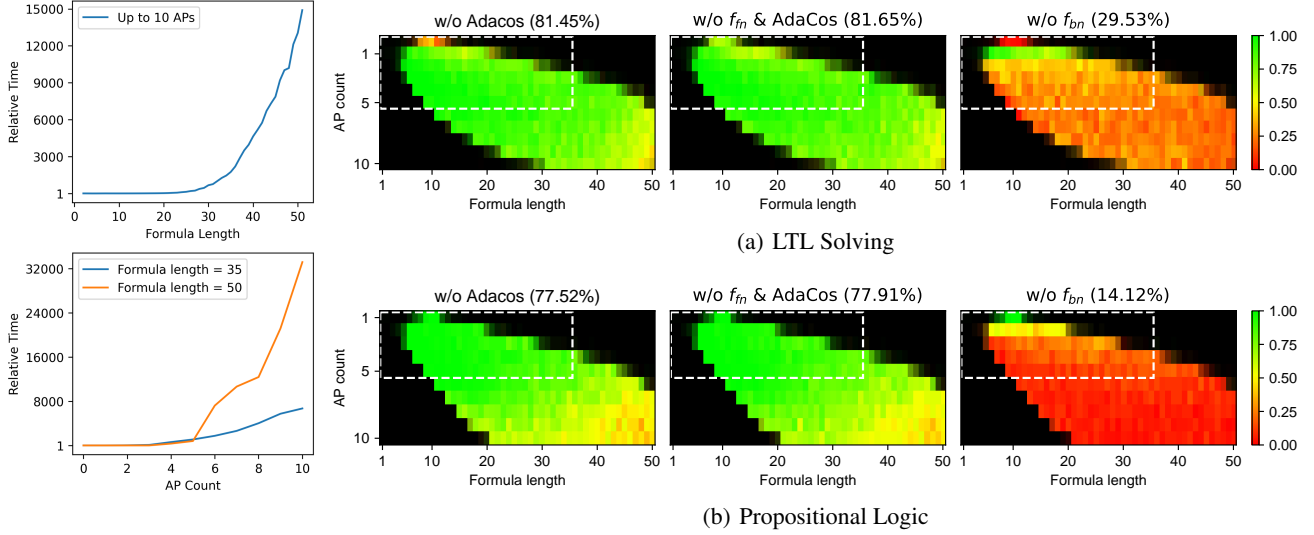 Up to 10 APs
15000
12000
9000
6000
3000
1
Relative Time
0 10 20 30 40 50
Formula Length
Formula length = 35
Formula length = 50
32000
24000
16000
8000
1
Relative Time
0 2 4 6 8 10
AP Count
w/o Adacos (81.45%)
w/o f_fn & AdaCos (81.65%)
w/o f_bn (29.53%)
AP count
1
5
10
1 10 20 30 40 50
Formula length
1 10 20 30 40 50
Formula length
1 10 20 30 40 50
Formula length
1.00
0.75
0.50
0.25
0.00
(a) LTL Solving
w/o Adacos (77.52%)
w/o f_fn & AdaCos (77.91%)
w/o f_bn (14.12%)
AP count
1
5
10
1 10 20 30 40 50
Formula length
1 10 20 30 40 50
Formula length
1 10 20 30 40 50
Formula length
1.00
0.75
0.50
0.25
0.00
(b) Propositional Logic